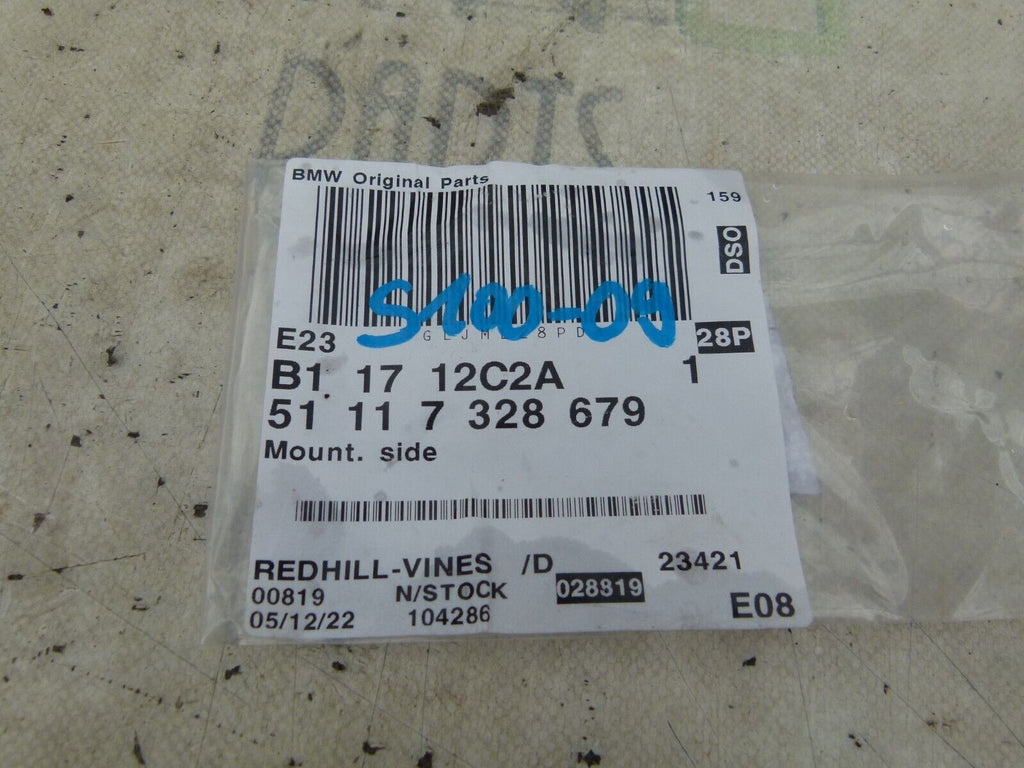 PARTS
BMW Original Parts
159
DSO
S100-09
E23
28P
B1 17 12C2A 1
51 11 7 328 679
Mount. side
REDHILL-VINES /D 23421
00819 N/STOCK 028819 E08
05/12/22 104286